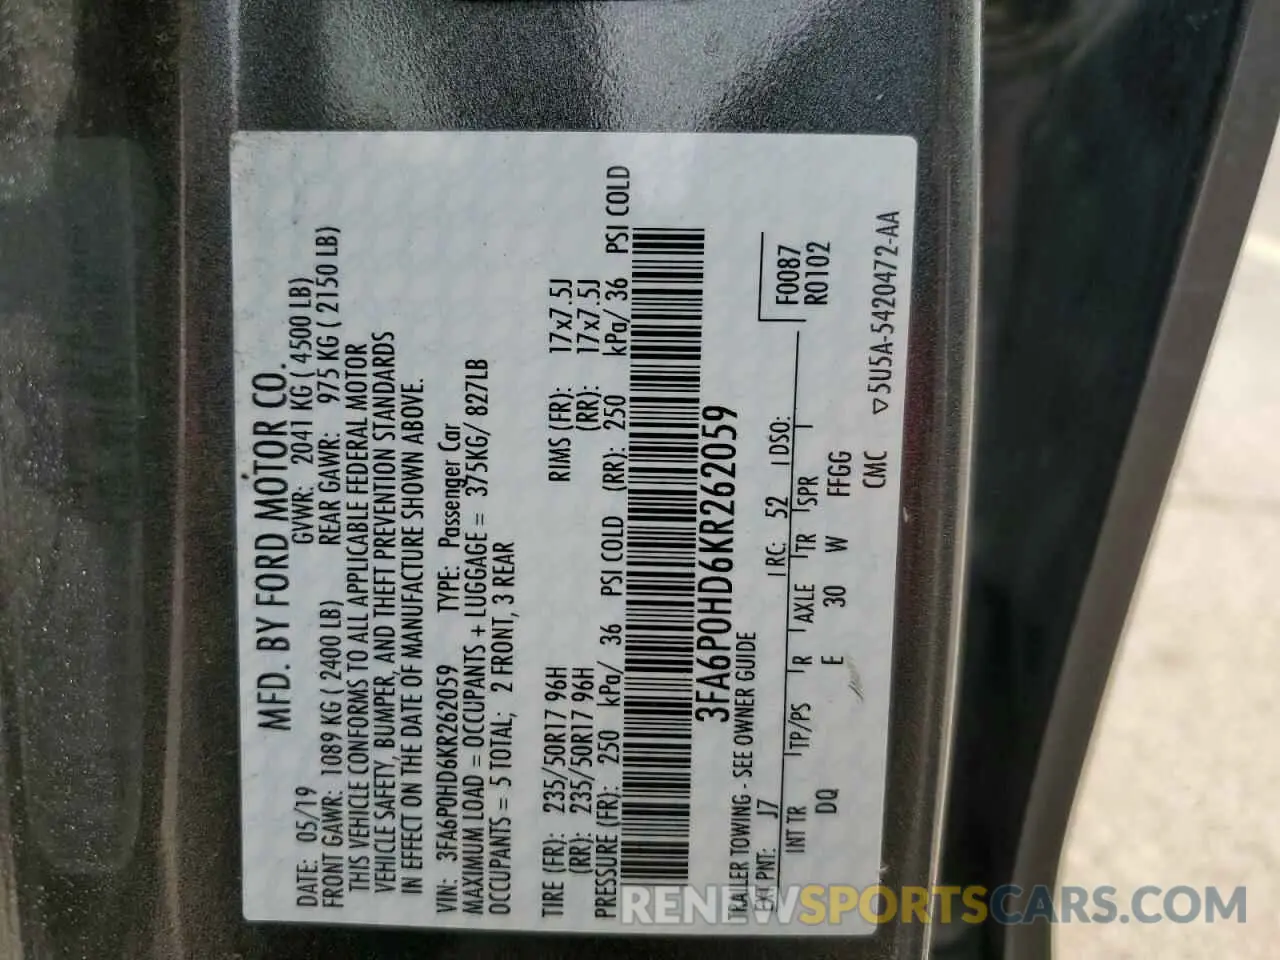 MFD. BY FORD MOTOR CO.
DATE: 05/19 GVWR: 2041 KG ( 4500 LB)
FRONT GAWR: 1089 KG ( 2400 LB) REAR GAWR: 975 KG ( 2150 LB)
THIS VEHICLE CONFORMS TO ALL APPLICABLE FEDERAL MOTOR
VEHICLE SAFETY, BUMPER, AND THEFT PREVENTION STANDARDS
IN EFFECT ON THE DATE OF MANUFACTURE SHOWN ABOVE.
VIN: 3FA6P0HD6KR262059 TYPE: Passenger Car
MAXIMUM LOAD = OCCUPANTS + LUGGAGE = 375KG/ 827LB
OCCUPANTS = 5 TOTAL; 2 FRONT, 3 REAR
TIRE (FR): 235/50R17 96H RIMS (FR): 17x7.5J
(RR): 235/50R17 96H (RR): 17x7.5J
PRESSURE (FR): 250 kPa/ 36 PSI COLD (RR): 250 kPa/ 36 PSI COLD
3FA6P0HD6KR262059
TRAILER TOWING - SEE OWNER GUIDE
EXT PNT: J7 RC: 52 DSO:
F0087
R0102
INT TR TP/PS R AXLE TR SPR
DQ E 30 W FFGG
CMC ▽5U5A-5420472-AA
RENEWSPORTSCARS.COM